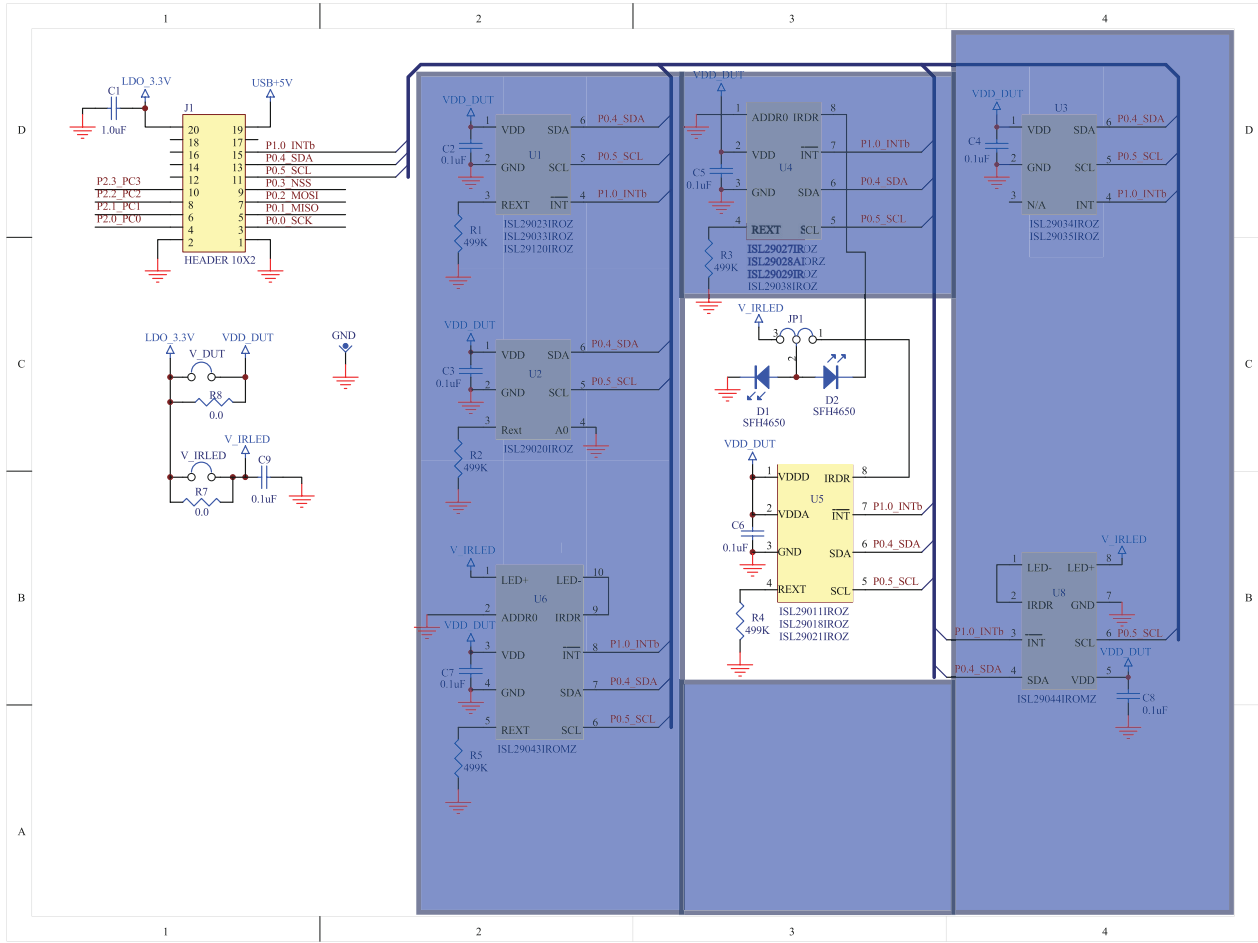 1 2 3 4
D
C
B
A
D
C
B
A
1 2 3 4
LDO_3.3V
USB+5V
C1
1.0uF
J1
20 19
18 17
16 15 P1.0_INTb
14 13 P0.4_SDA
12 11 P0.5_SCL
P2.3_PC3 10 9 P0.3_NSS
P2.2_PC2 8 7 P0.2_MOSI
P2.1_PC1 6 5 P0.1_MISO
P2.0_PC0 4 3 P0.0_SCK
2 1
HEADER 10X2
LDO_3.3V VDD_DUT
V_DUT
R8
0.0
V_IRLED
V_IRLED
C9
0.1uF
R7
0.0
GND
VDD_DUT
C2
0.1uF
1 VDD SDA 6 P0.4_SDA
U1
2 GND SCL 5 P0.5_SCL
3 REXT INT 4 P1.0_INTb
R1
499K
ISL29023IROZ
ISL29033IROZ
ISL29120IROZ
VDD_DUT
C3
0.1uF
1 VDD SDA 6 P0.4_SDA
U2
2 GND SCL 5 P0.5_SCL
3 Rext A0 4
R2
499K
ISL29020IROZ
V_IRLED
1 LED+ LED- 10
U6
2 ADDR0 IRDR 9
VDD_DUT
C7
0.1uF
3 VDD INT 8 P1.0_INTb
4 GND SDA 7 P0.4_SDA
5 REXT SCL 6 P0.5_SCL
R5
499K
ISL29043IROMZ
VDD_DUT
1 ADDR0 IRDR 8
2 VDD INT 7 P1.0_INTb
U4
C5
0.1uF
3 GND SDA 6 P0.4_SDA
4 REXT SCL 5 P0.5_SCL
R3
499K
ISL29027IROZ
ISL29028AIORZ
ISL29029IROZ
ISL29038IROZ
V_IRLED
JP1
3 1
2
D1
SFH4650
D2
SFH4650
VDD_DUT
1 VDDD IRDR 8
U5
2 VDDA INT 7 P1.0_INTb
C6
0.1uF
3 GND SDA 6 P0.4_SDA
4 REXT SCL 5 P0.5_SCL
R4
499K
ISL29011IROZ
ISL29018IROZ
ISL29021IROZ
VDD_DUT
U3
C4
0.1uF
1 VDD SDA 6 P0.4_SDA
2 GND SCL 5 P0.5_SCL
3 N/A INT 4 P1.0_INTb
ISL29034IROZ
ISL29035IROZ
V_IRLED
1 LED- LED+ 8
U8
2 IRDR GND 7
P1.0_INTb 3 INT SCL 6 P0.5_SCL
VDD_DUT
P0.4_SDA 4 SDA VDD 5
ISL29044IROMZ
C8
0.1uF